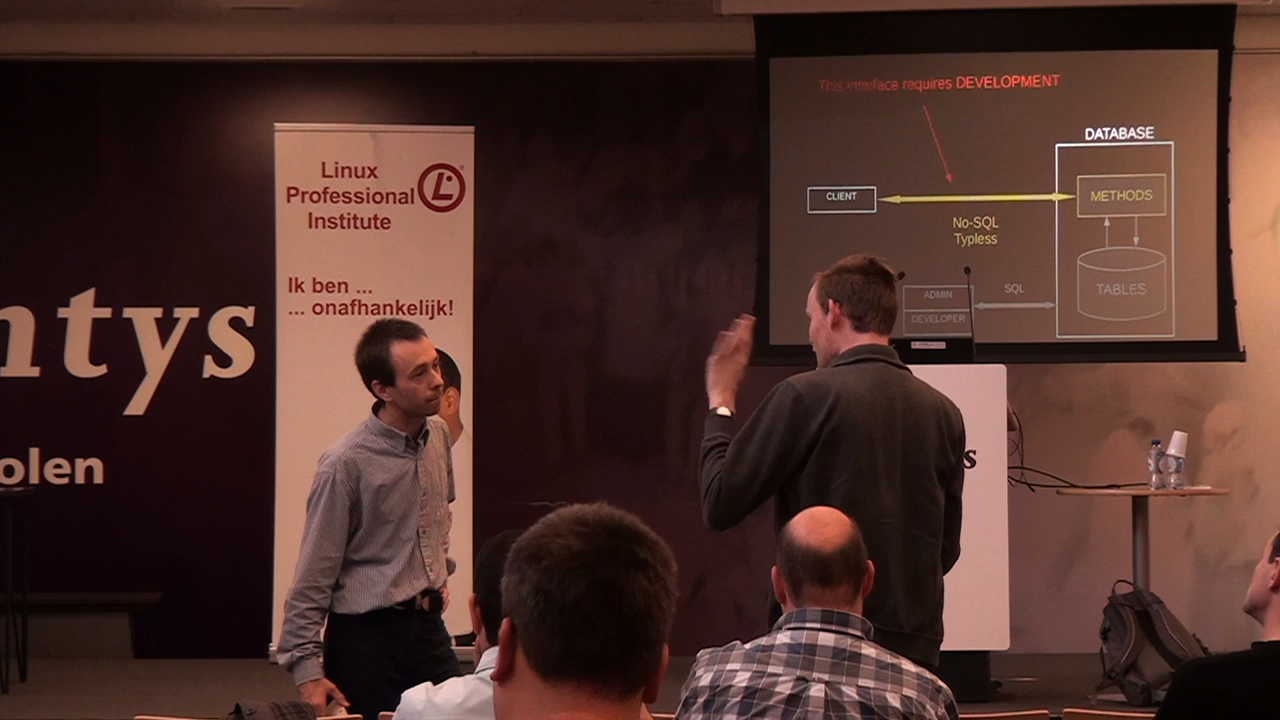 Linux
Professional
Institute
Ik ben ...
... onafhankelijk!
ntys
olen
This interface requires DEVELOPMENT
DATABASE
CLIENT
METHODS
No-SQL
Typless
TABLES
ADMIN
SQL
DEVELOPER
s